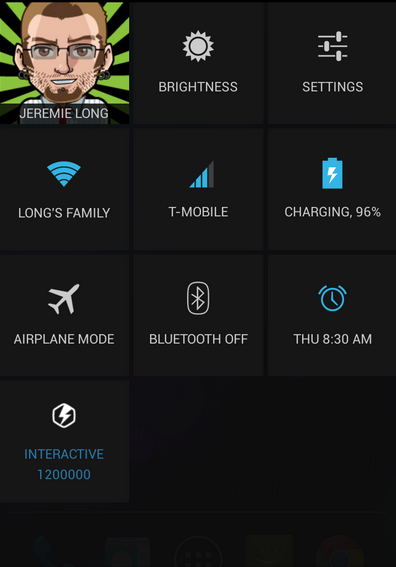 JEREMIE LONG
BRIGHTNESS
SETTINGS
LONG'S FAMILY
T-MOBILE
CHARGING, 96%
AIRPLANE MODE
BLUETOOTH OFF
THU 8:30 AM
INTERACTIVE
1200000